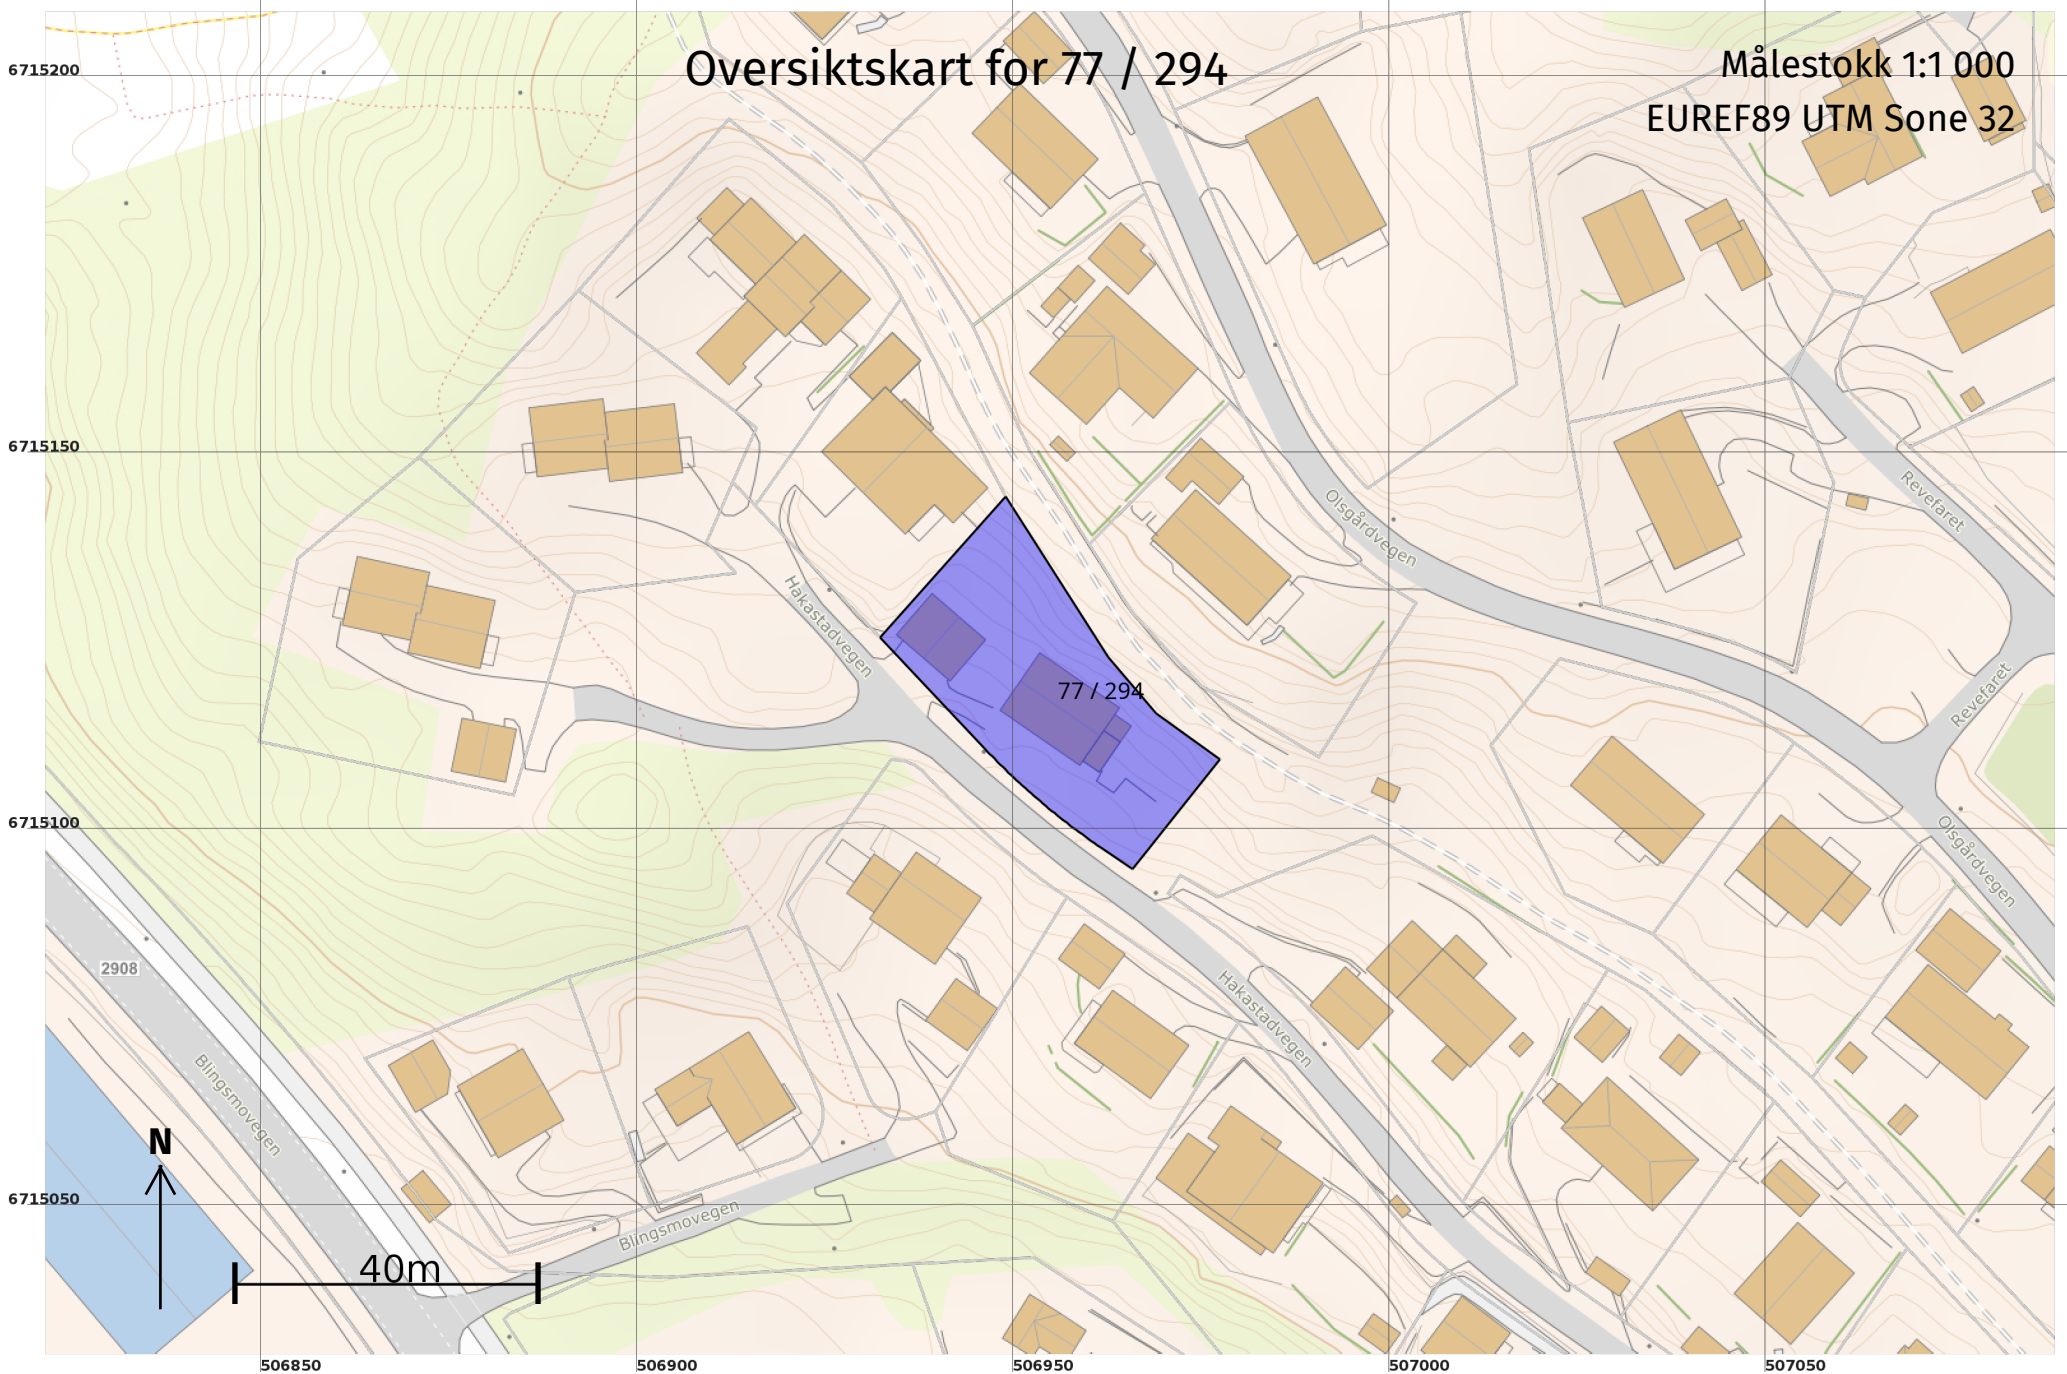 Oversiktskart for 77 / 294
Målestokk 1:1 000
EUREF89 UTM Sone 32
6715200
6715150
6715100
6715050
Olsgårdvegen
Revefaret
Hakastadvegen
Revefaret
77 / 294
Olsgårdvegen
2908
Hakastadvegen
Blingsmovegen
N
Blingsmovegen
40m
506850
506900
506950
507000
507050